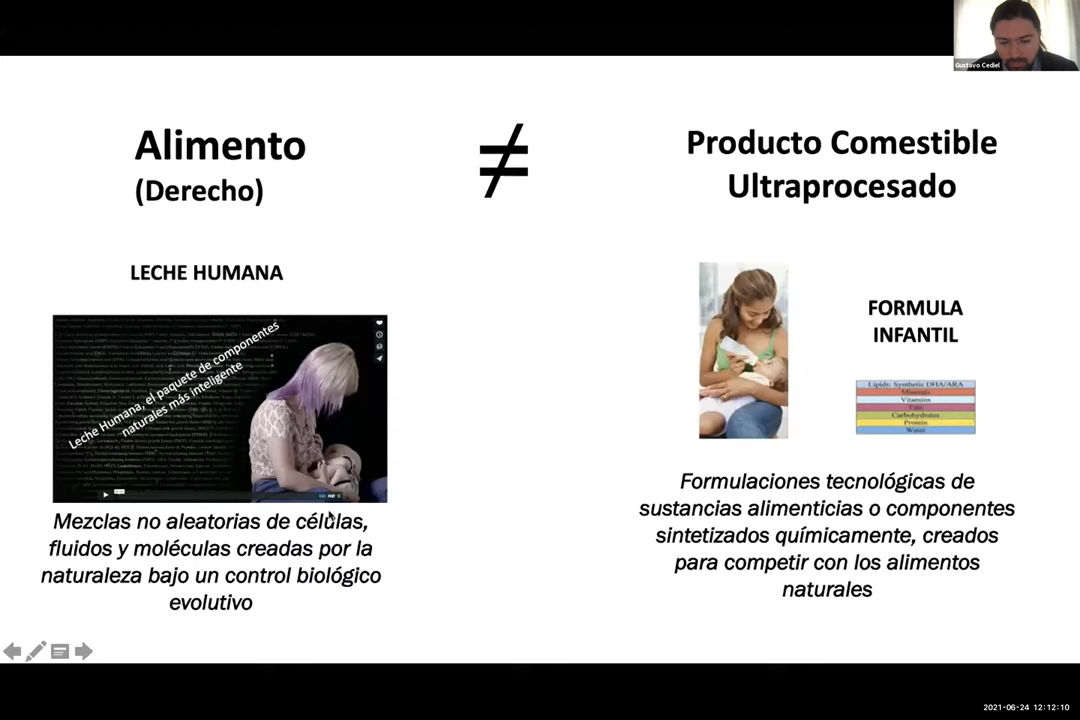 Gustavo Cediel
Alimento
(Derecho)
≠
Producto Comestible
Ultraprocesado
LECHE HUMANA
Leche Humana, el paquete de componentes
naturales más inteligente
FORMULA
INFANTIL
Lipids: Synthetic DHA/ARA
Minerals
Vitamins
Fats
Carbohydrates
Protein
Water
Mezclas no aleatorias de células,
fluidos y moléculas creadas por la
naturaleza bajo un control biológico
evolutivo
Formulaciones tecnológicas de
sustancias alimenticias o componentes
sintetizados químicamente, creados
para competir con los alimentos
naturales
2021-06-24 12:12:10